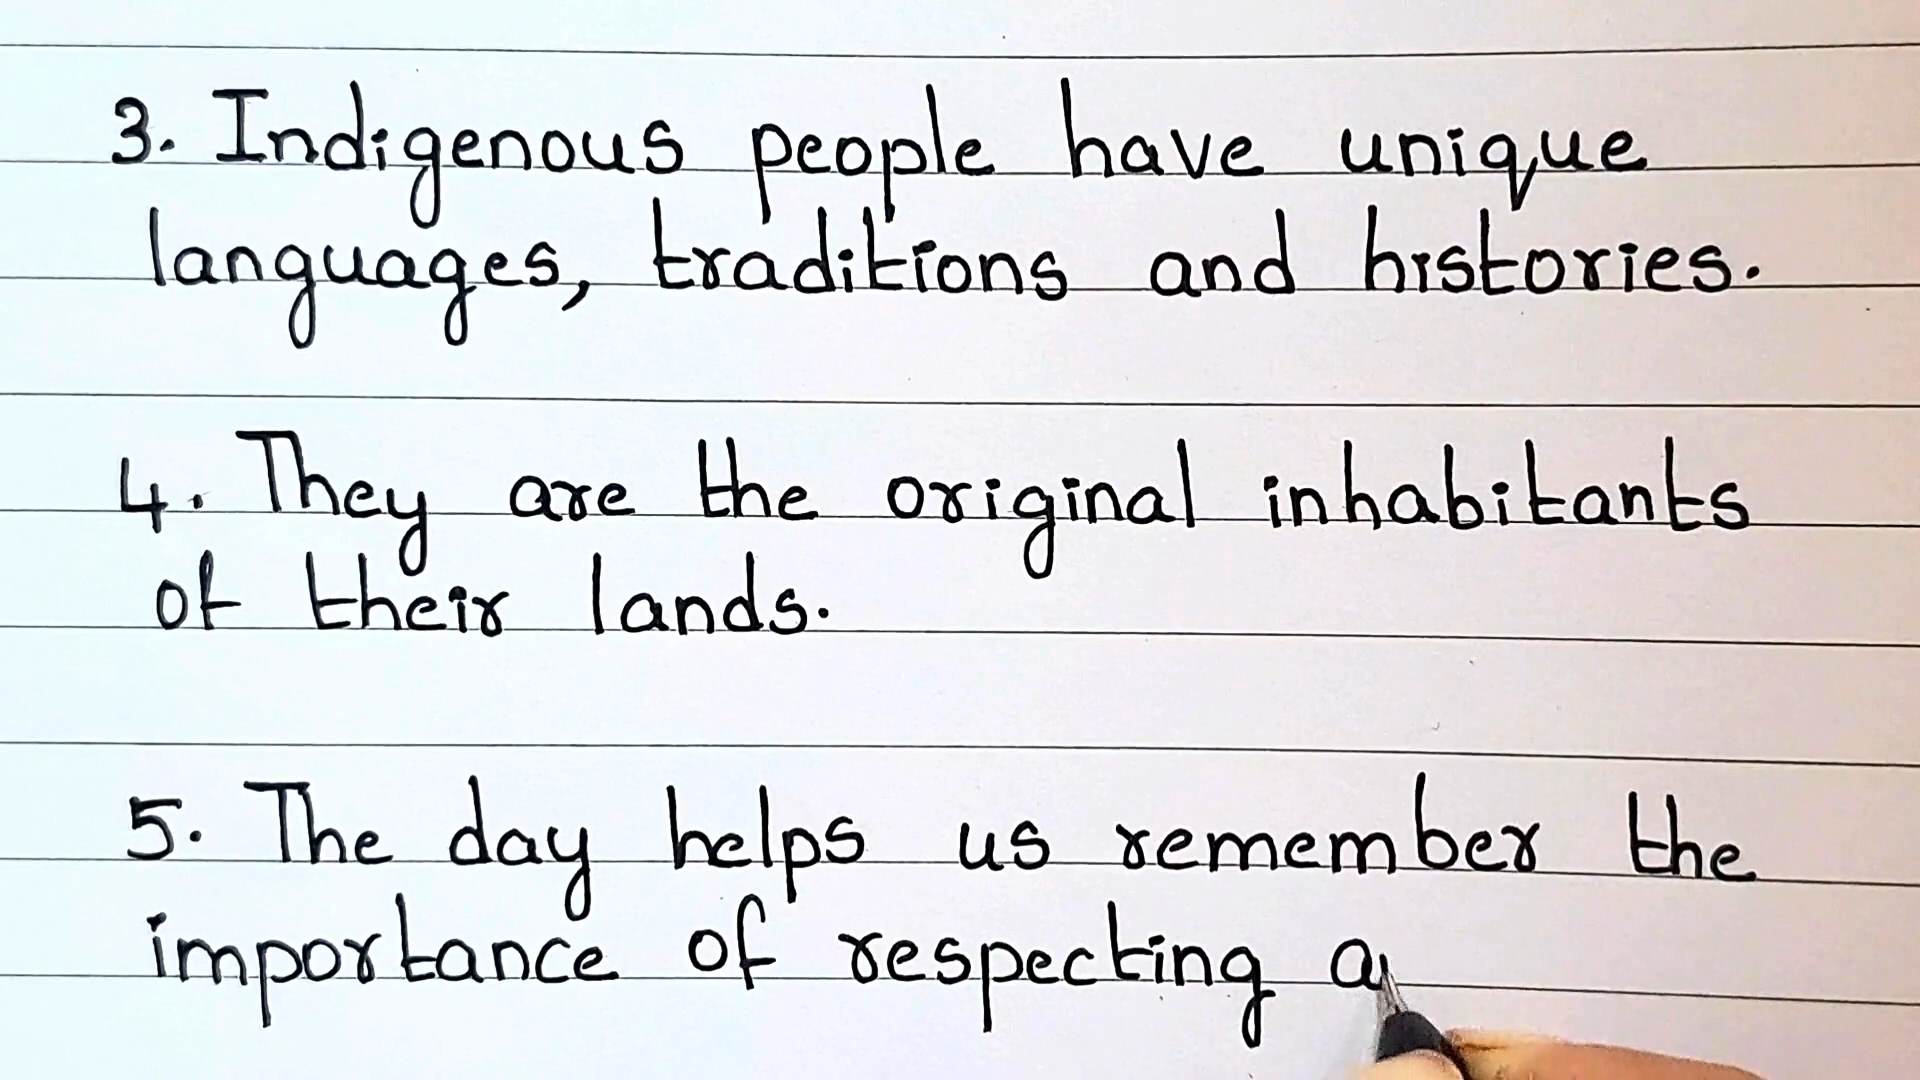 3. Indigenous people have unique
languages, traditions and histories.
4. They are the original inhabitants
of their lands.
5. The day helps us remember the
importance of respecting a